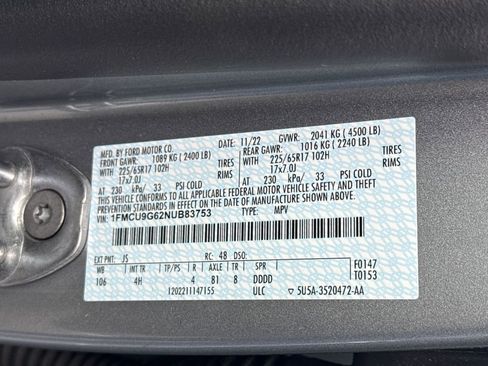 MFD. BY FORD MOTOR CO.
DATE: 11/22 GVWR: 2041 KG ( 4500 LB)
FRONT GAWR: 1089 KG ( 2400 LB) REAR GAWR: 1016 KG ( 2240 LB)
WITH 225/65R17 102H TIRES WITH 225/65R17 102H TIRES
17x7.0J RIMS 17x7.0J RIMS
AT 230 kPa/ 33 PSI COLD AT 230 kPa/ 33 PSI COLD
THIS VEHICLE CONFORMS TO ALL APPLICABLE FEDERAL MOTOR VEHICLE SAFETY AND
THEFT PREVENTION STANDARDS IN EFFECT ON THE DATE OF MANUFACTURE SHOWN ABOVE.
VIN: 1FMCU9G62NUB83753 TYPE: MPV
EXT PNT: JS RC: 48 DSO: F0147
WB INT TR TP/PS R AXLE TR SPR T0153
106 4H 4 81 8 DDDD
1202211147155 ULC 5U5A-3520472-AA